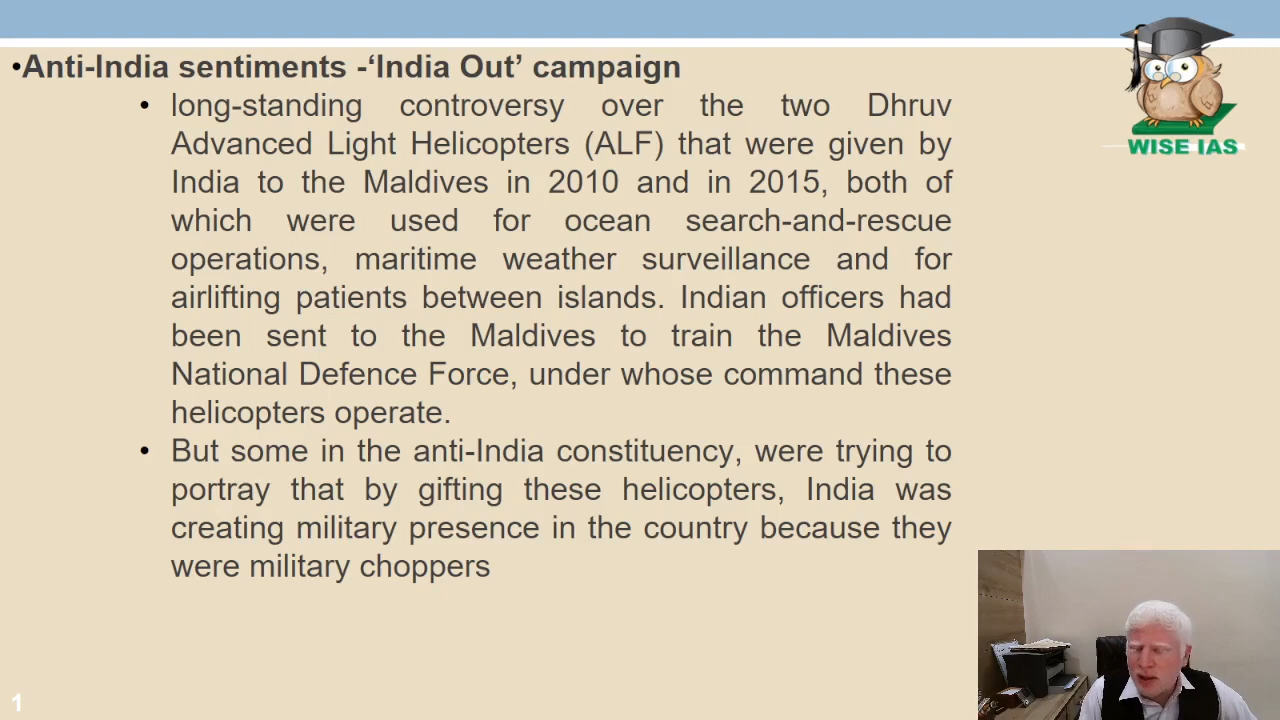 •Anti-India sentiments -‘India Out’ campaign
• long-standing controversy over the two Dhruv
Advanced Light Helicopters (ALF) that were given by
India to the Maldives in 2010 and in 2015, both of
which were used for ocean search-and-rescue
operations, maritime weather surveillance and for
airlifting patients between islands. Indian officers had
been sent to the Maldives to train the Maldives
National Defence Force, under whose command these
helicopters operate.
• But some in the anti-India constituency, were trying to
portray that by gifting these helicopters, India was
creating military presence in the country because they
were military choppers
WISE IAS
1